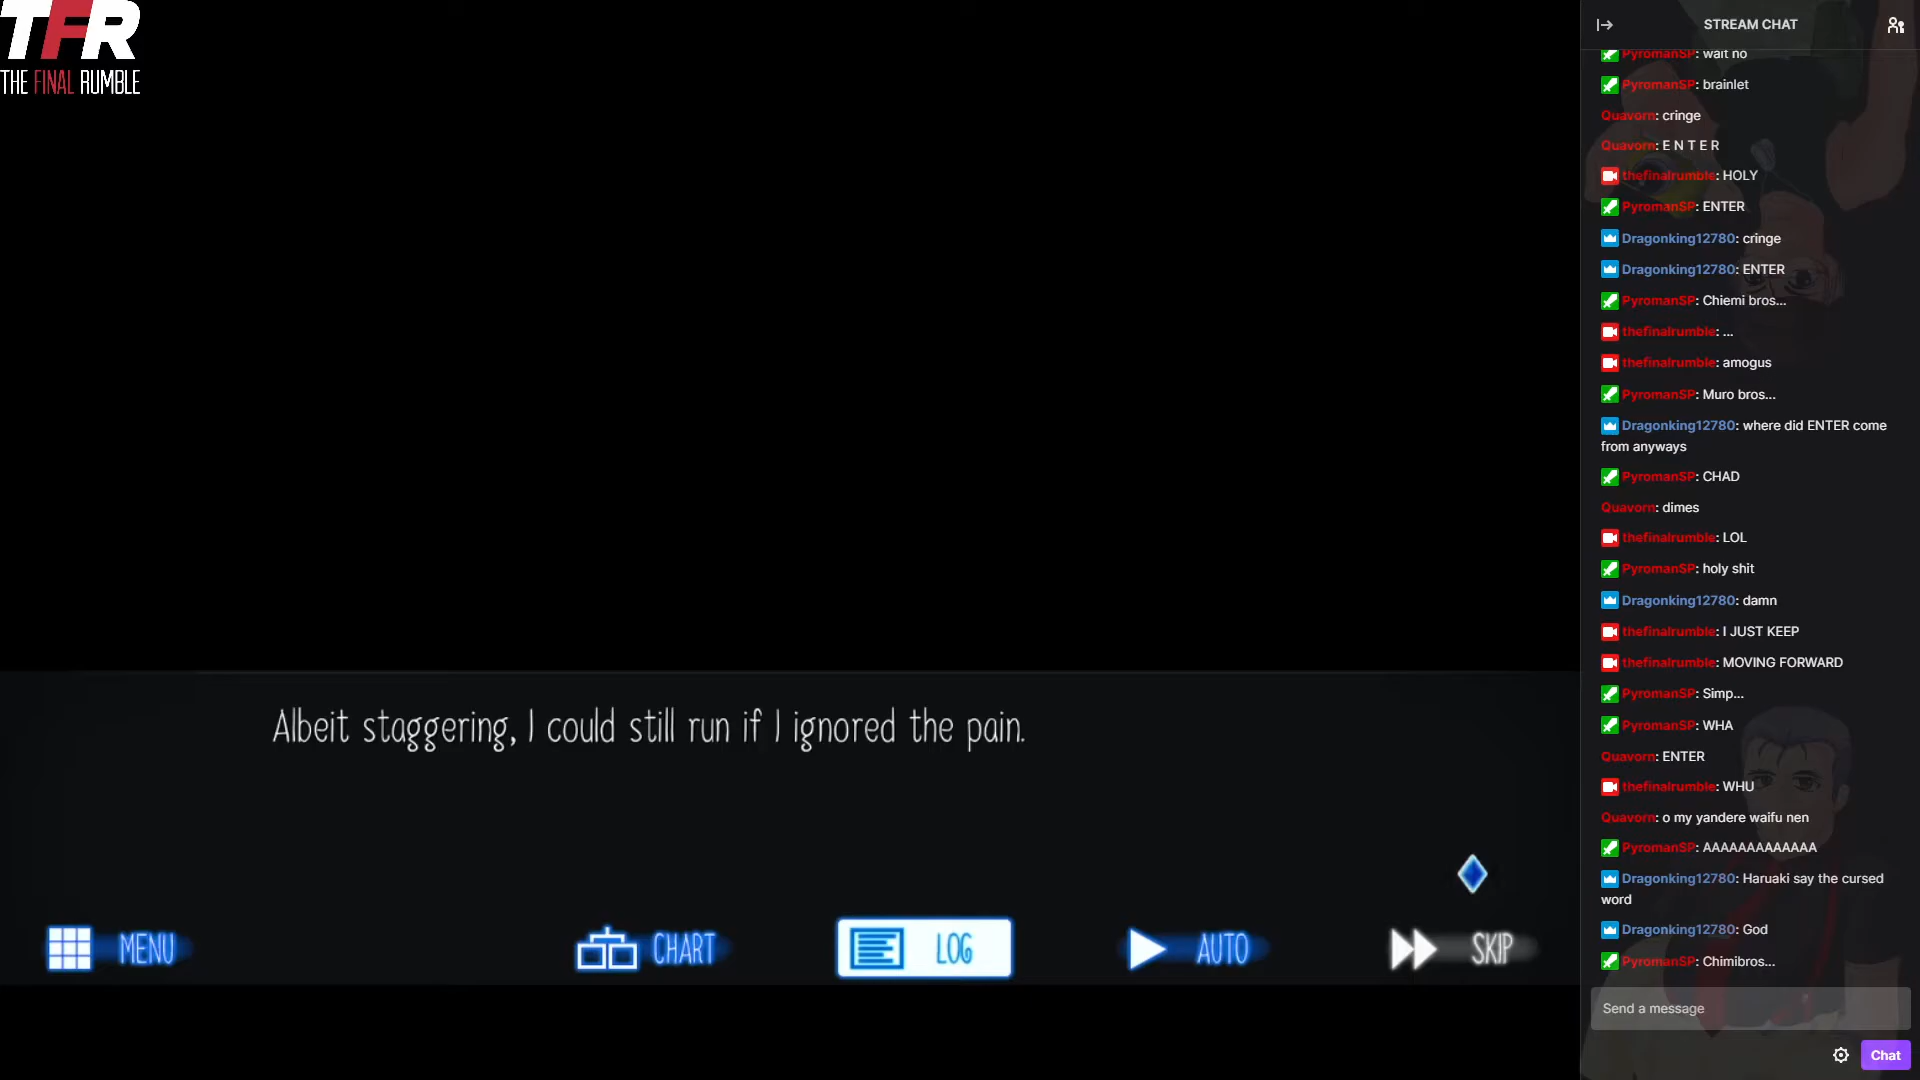 TFR
THE FINAL RUMBLE
Albeit staggering, I could still run if I ignored the pain.
MENU
CHART
LOG
AUTO
SKIP
STREAM CHAT
PyromanSP: wait no
PyromanSP: brainlet
Quavorn: cringe
Quavorn: E N T E R
thefinalrumble: HOLY
PyromanSP: ENTER
Dragonking12780: cringe
Dragonking12780: ENTER
PyromanSP: Chiemi bros...
thefinalrumble: ...
thefinalrumble: amogus
PyromanSP: Muro bros...
Dragonking12780: where did ENTER come
from anyways
PyromanSP: CHAD
Quavorn: dimes
thefinalrumble: LOL
PyromanSP: holy shit
Dragonking12780: damn
thefinalrumble: I JUST KEEP
thefinalrumble: MOVING FORWARD
PyromanSP: Simp...
PyromanSP: WHA
Quavorn: ENTER
thefinalrumble: WHU
Quavorn: o my yandere waifu nen
PyromanSP: AAAAAAAAAAAAA
Dragonking12780: Haruaki say the cursed
word
Dragonking12780: God
PyromanSP: Chimibros...
Send a message
Chat